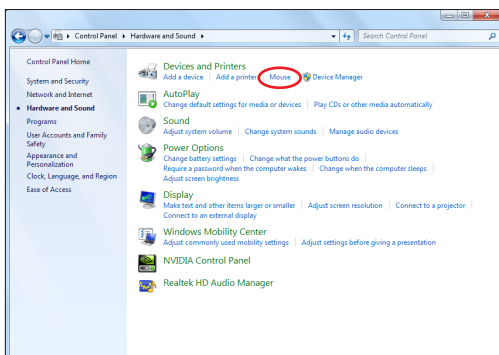 Control Panel ▸ Hardware and Sound ▸
Search Control Panel
Control Panel Home
System and Security
Network and Internet
Hardware and Sound
Programs
User Accounts and Family
Safety
Appearance and
Personalization
Clock, Language, and Region
Ease of Access
Devices and Printers
Add a device | Add a printer | Mouse | Device Manager
AutoPlay
Change default settings for media or devices | Play CDs or other media automatically
Sound
Adjust system volume | Change system sounds | Manage audio devices
Power Options
Change battery settings | Change what the power buttons do |
Require a password when the computer wakes | Change when the computer sleeps |
Adjust screen brightness
Display
Make text and other items larger or smaller | Adjust screen resolution | Connect to a projector |
Connect to an external display
Windows Mobility Center
Adjust commonly used mobility settings | Adjust settings before giving a presentation
NVIDIA Control Panel
Realtek HD Audio Manager